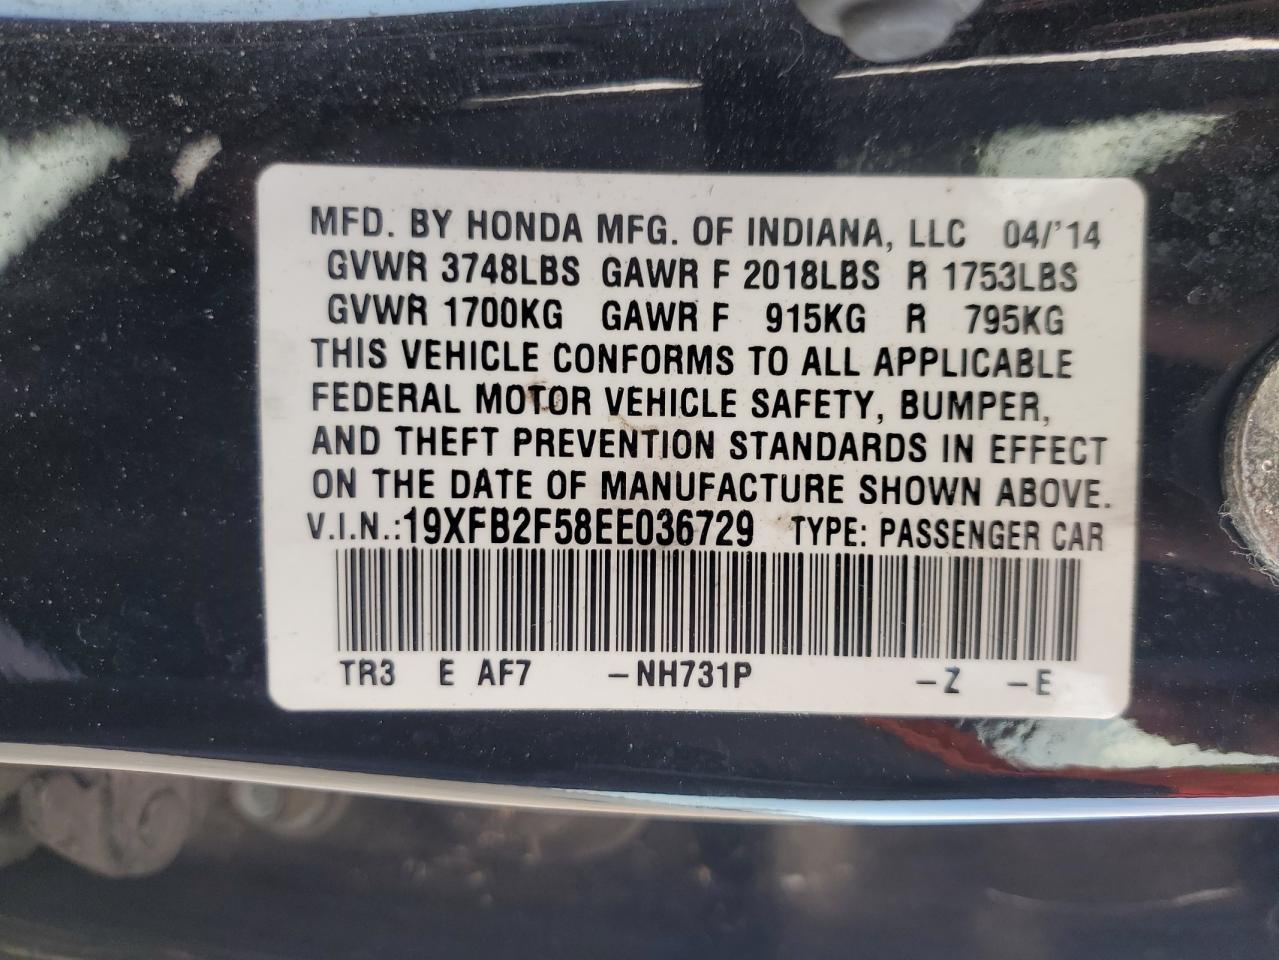 MFD. BY HONDA MFG. OF INDIANA, LLC 04/'14
GVWR 3748LBS GAWR F 2018LBS R 1753LBS
GVWR 1700KG GAWR F 915KG R 795KG
THIS VEHICLE CONFORMS TO ALL APPLICABLE
FEDERAL MOTOR VEHICLE SAFETY, BUMPER,
AND THEFT PREVENTION STANDARDS IN EFFECT
ON THE DATE OF MANUFACTURE SHOWN ABOVE.
V.I.N.:19XFB2F58EE036729 TYPE: PASSENGER CAR
TR3 E AF7 –NH731P –Z –E